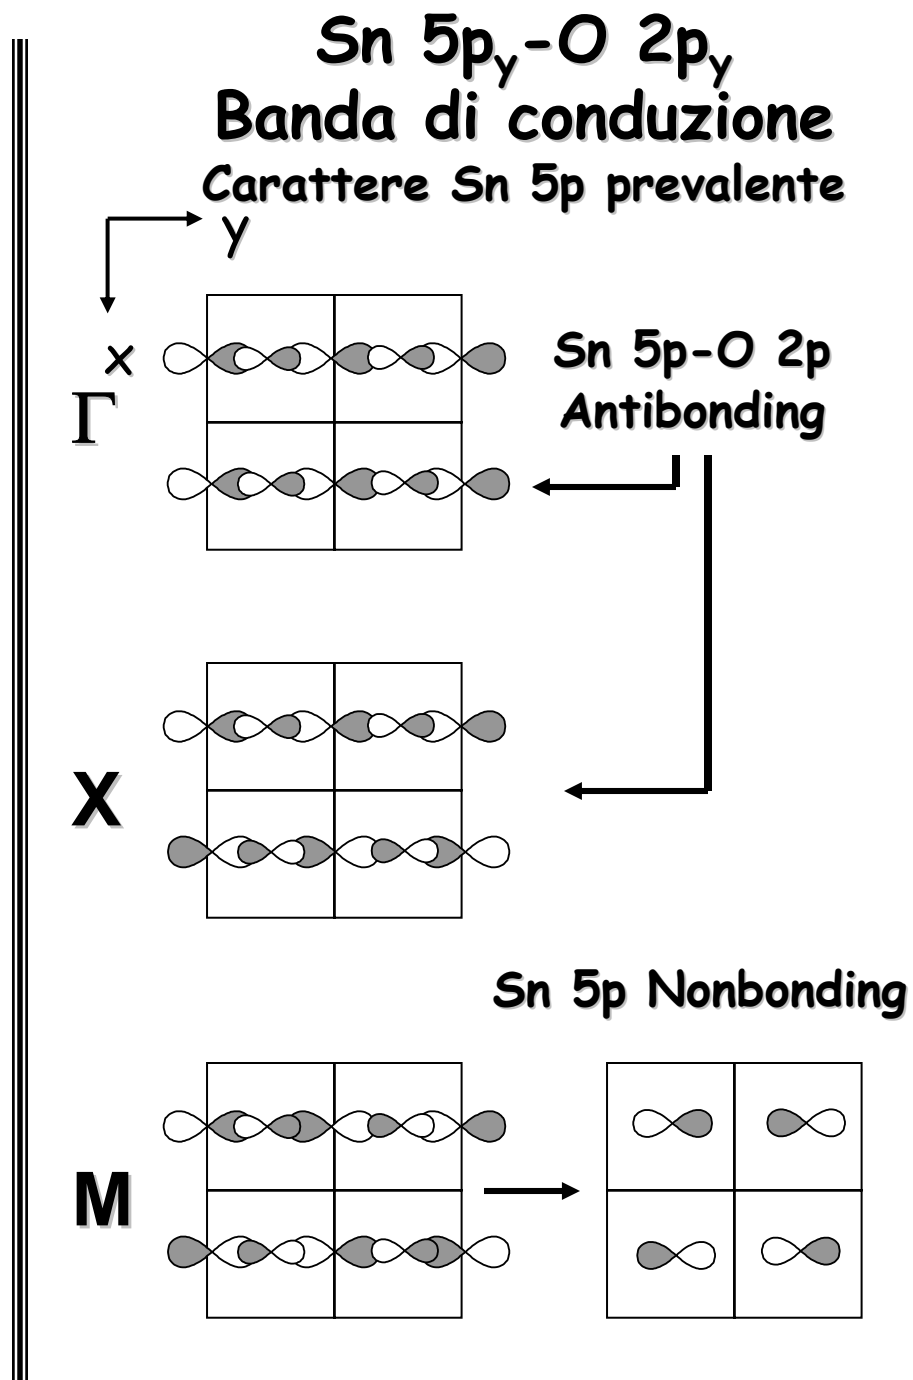 Sn 5py-O 2py
Banda di conduzione
Carattere Sn 5p prevalente
y
x
Γ
Sn 5p-O 2p
Antibonding
X
Sn 5p Nonbonding
M